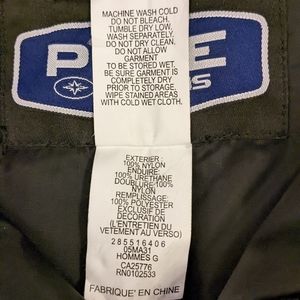 MACHINE WASH COLD
DO NOT BLEACH.
TUMBLE DRY LOW.
WASH SEPARATELY.
DO NOT DRY CLEAN.
DO NOT ALLOW
GARMENT
TO BE STORED WET.
BE SURE GARMENT
IS COMPLETELY DRY
PRIOR TO STORAGE.
WIPE STAINED AREAS
WITH COLD WET CLOTH.
EXTERIER :
100% NYLON
ENDUIRE:
100% URETHANE
DOUBLURE:100%
NYLON
REMBOURRAGE:
100% POLYESTER
EXCLUSIF DE
DECORATION
(L'ENTRETIEN DU
VETEMENT AU VERSO)
285516406
05MA31
HOMMES G
CA25776
RN0102533
FABRIQUE' EN CHINE